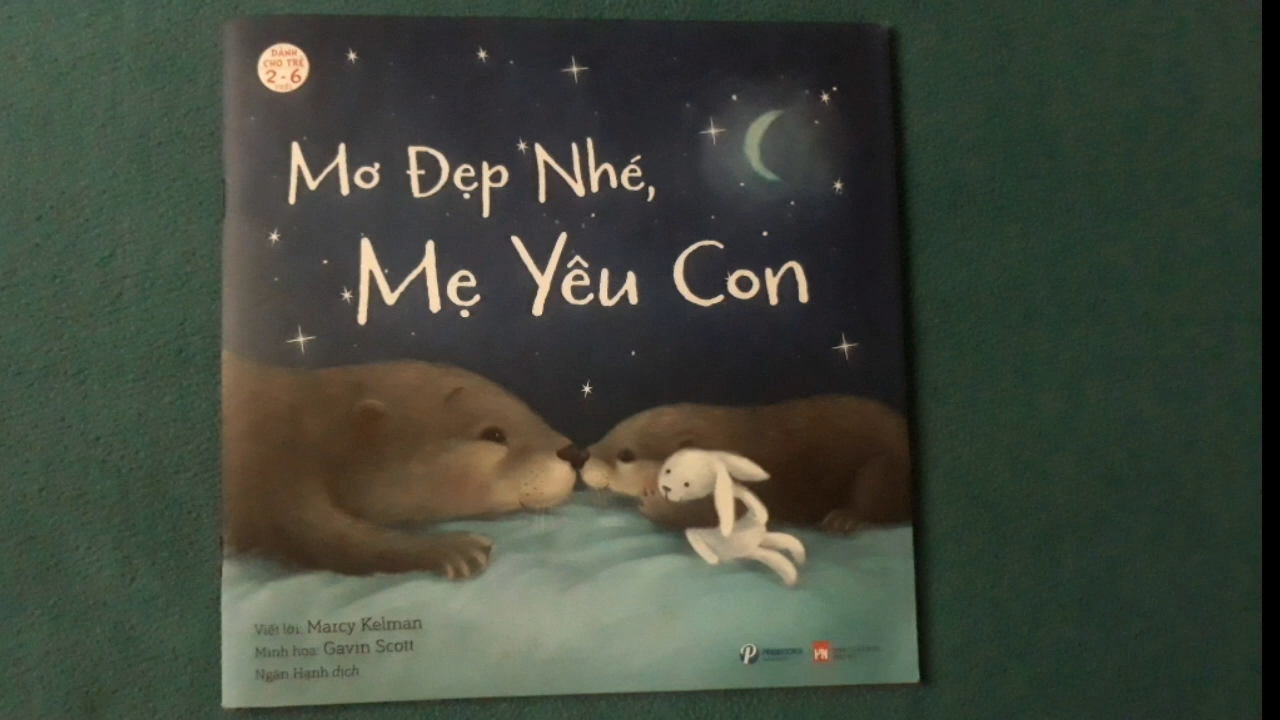 DÀNH
CHO TRẺ
2 - 6
Mơ Đẹp Nhé,
Mẹ Yêu Con
Viết lời: Marcy Kelman
Minh họa: Gavin Scott
Ngân Hạnh dịch
P
VN